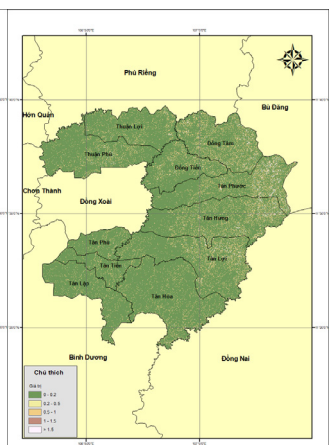 Phú Riềng
Bù Đăng
Hớn Quản
Thuận Lợi
Đồng Tâm
Thuận Phú
Đồng Tiến
Tân Phước
Chơn Thành
Đồng Xoài
Tân Hưng
Tân Phú
Tân Tiến
Tân Lợi
Tân Lập
Tân Hòa
Bình Dương
Đồng Nai
Chú thích
Giá trị
0 - 0.2
0.2 - 0.5
0.5 - 1
1 - 1.5
> 1.5